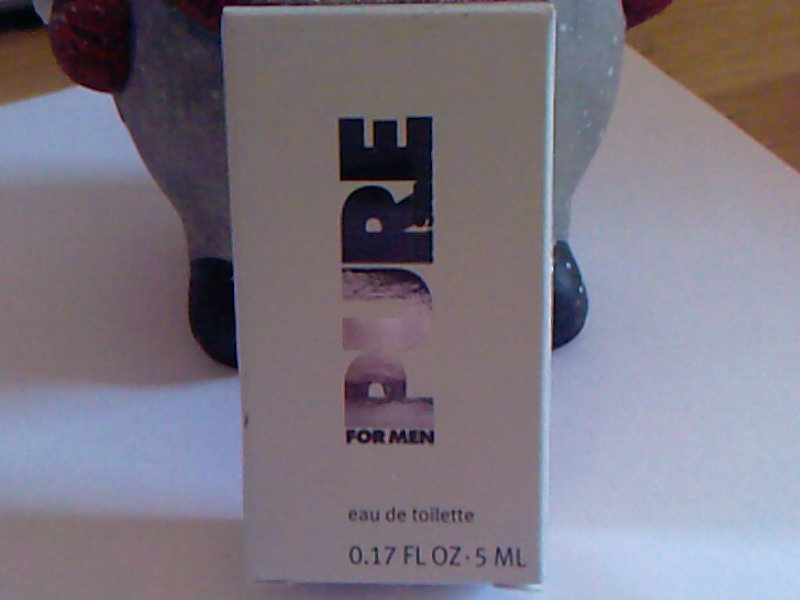 PURE
FOR MEN
eau de toilette
0.17 FL OZ·5 ML